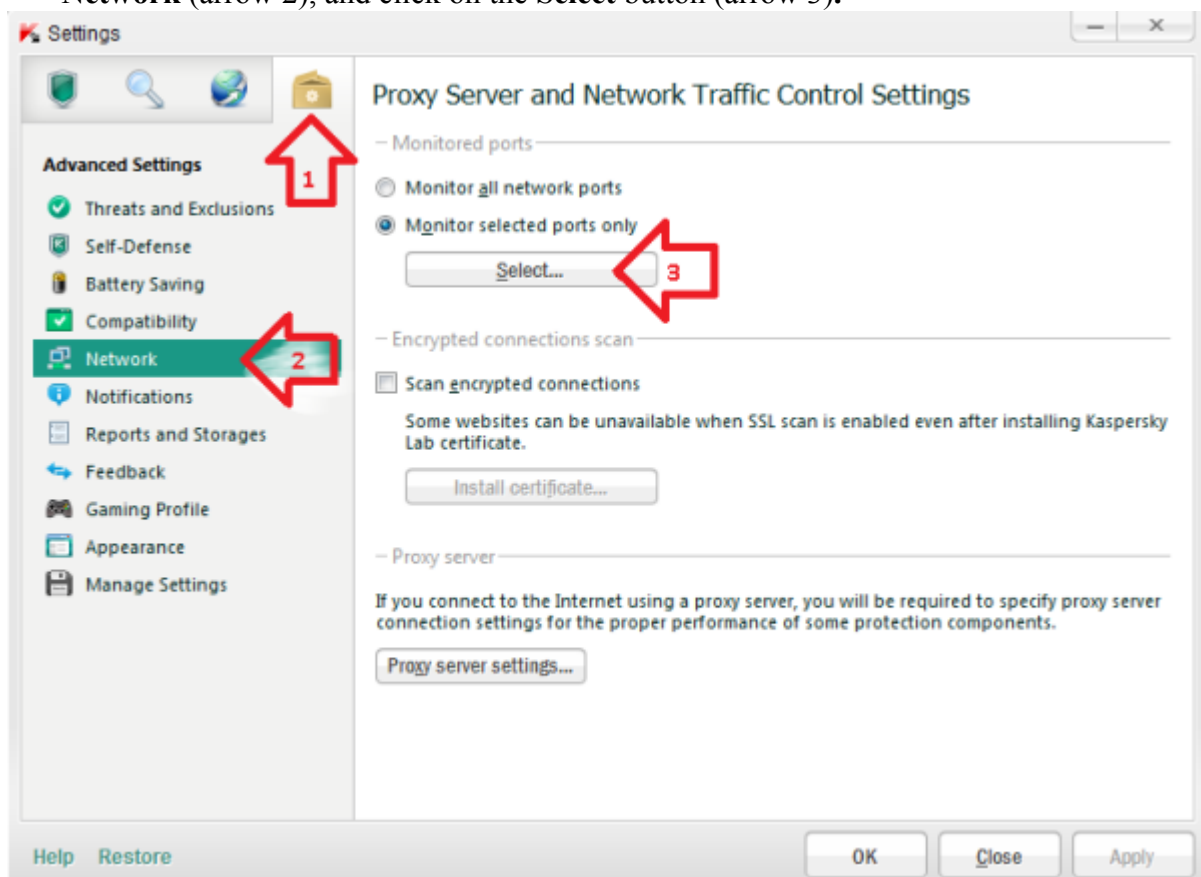 Network (arrow 2), and click on the Select button (arrow 3).
Settings
Proxy Server and Network Traffic Control Settings
Monitored ports
Advanced Settings
1
Monitor all network ports
Threats and Exclusions
Monitor selected ports only
Self-Defense
Select...
3
Battery Saving
Compatibility
Encrypted connections scan
Network
2
Scan encrypted connections
Notifications
Some websites can be unavailable when SSL scan is enabled even after installing Kaspersky
Lab certificate.
Reports and Storages
Feedback
Install certificate...
Gaming Profile
Appearance
Proxy server
Manage Settings
If you connect to the Internet using a proxy server, you will be required to specify proxy server
connection settings for the proper performance of some protection components.
Proxy server settings...
Help Restore
OK Close Apply